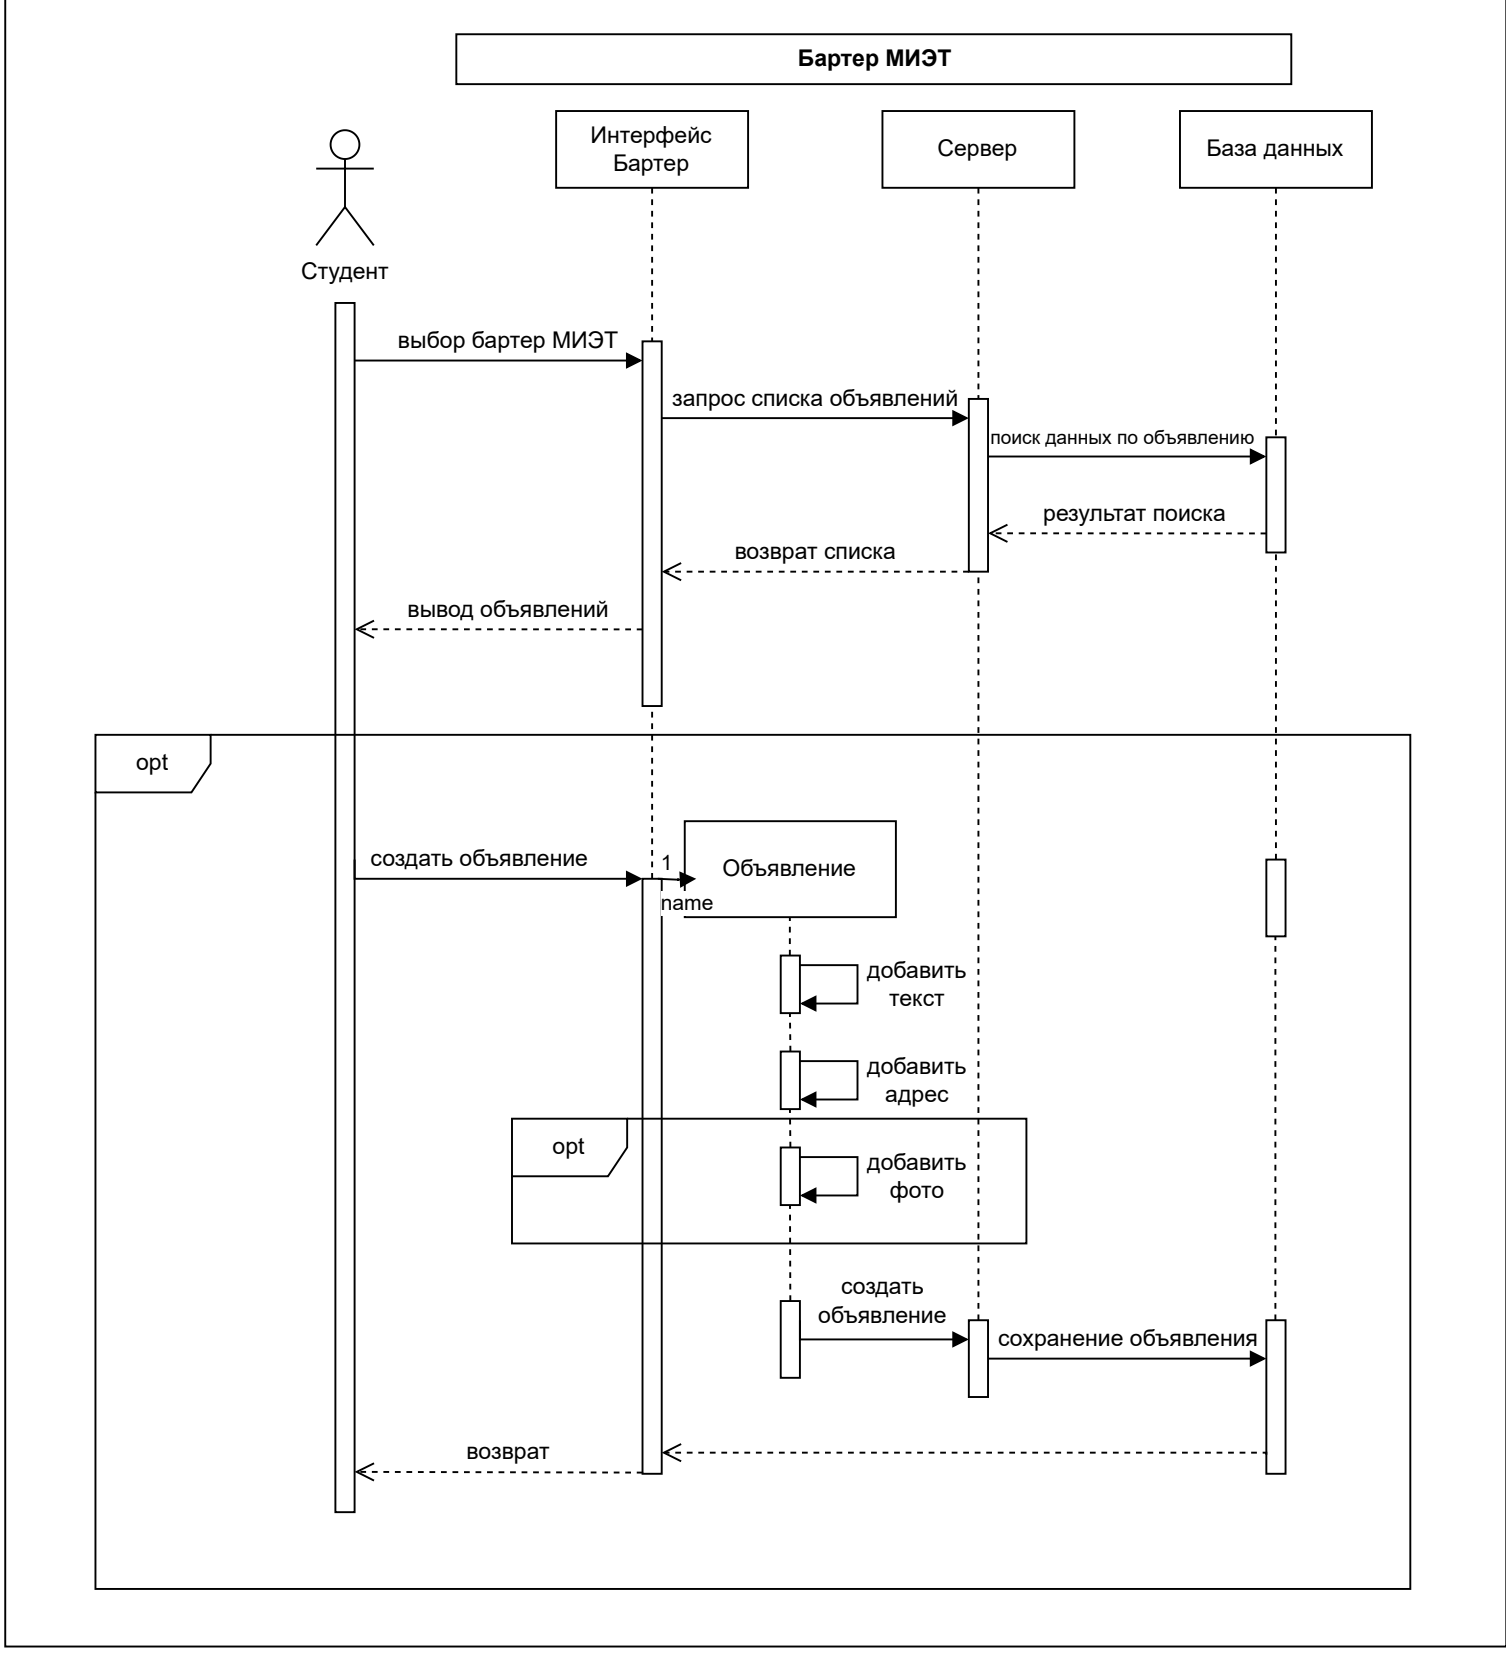 Бартер МИЭТ
Интерфейс
Бартер
Сервер
База данных
Студент
выбор бартер МИЭТ
запрос списка объявлений
поиск данных по объявлению
результат поиска
возврат списка
вывод объявлений
opt
создать объявление
1
Объявление
name
добавить
текст
добавить
адрес
opt
добавить
фото
создать
объявление
сохранение объявления
возврат